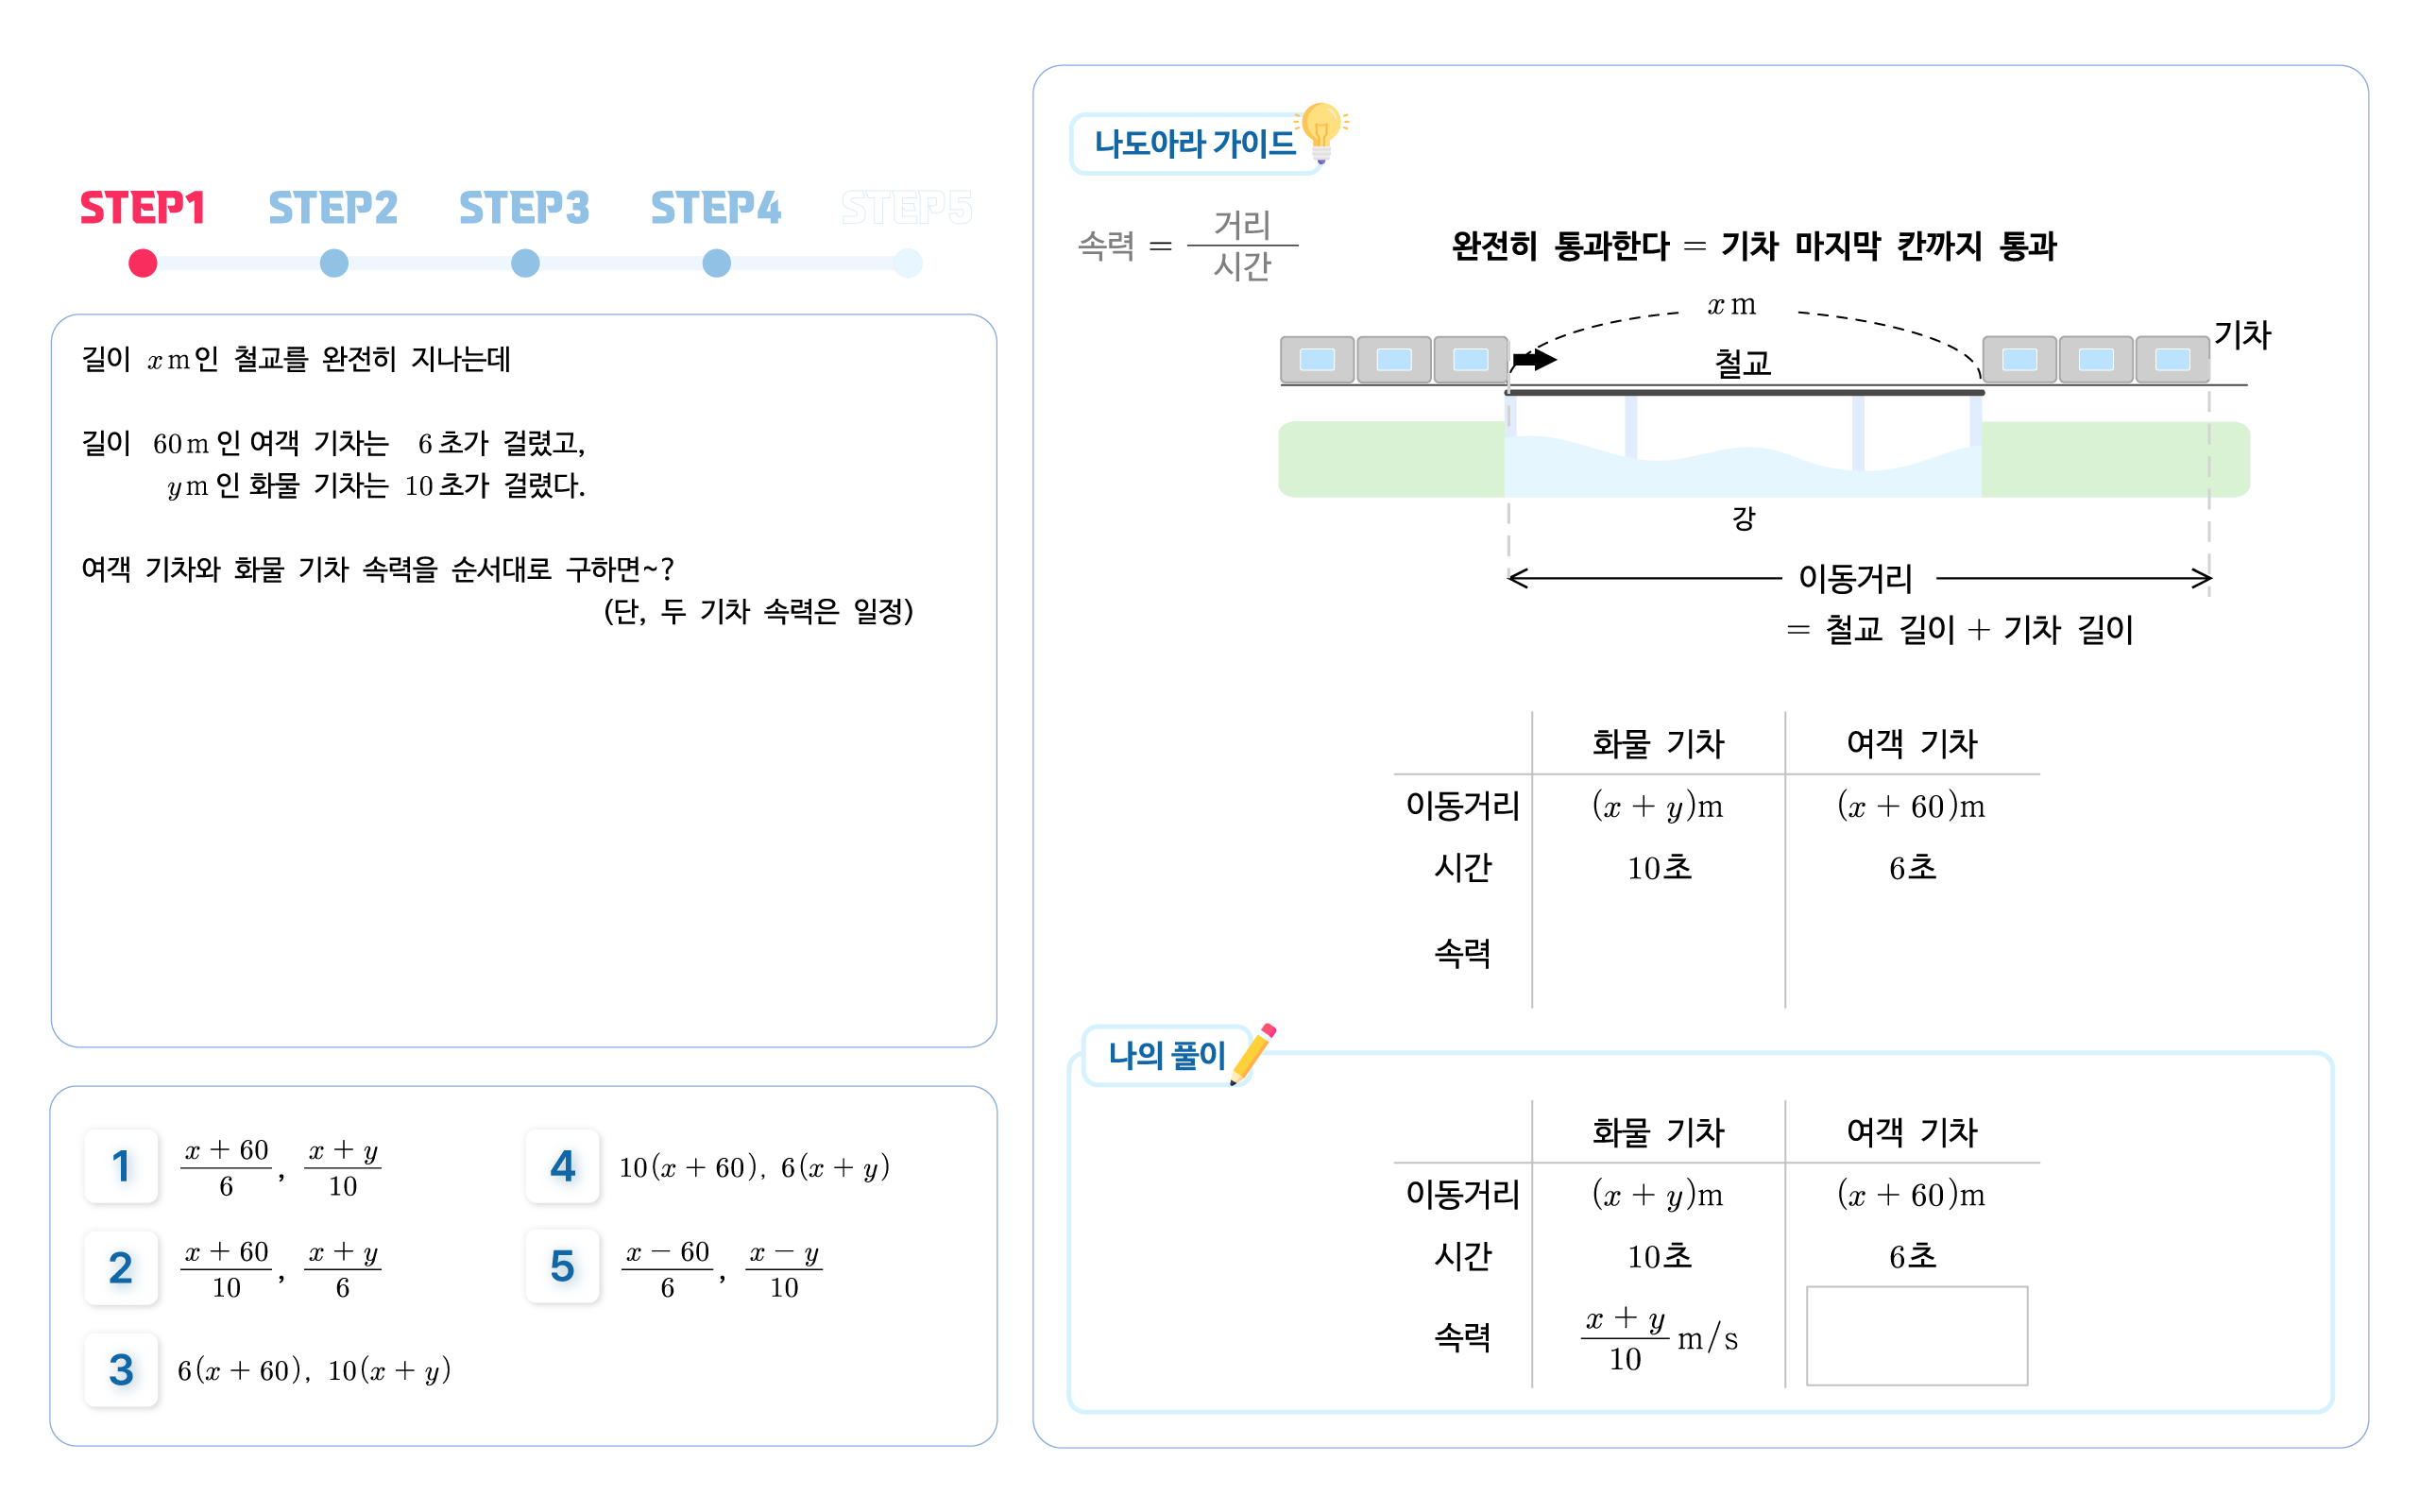 STEP1 STEP2 STEP3 STEP4 STEP5
길이 x m인 철교를 완전히 지나는데
길이 60 m 인 여객 기차는 6 초가 걸렸고,
y m 인 화물 기차는 10 초가 걸렸다.
여객 기차와 화물 기차 속력을 순서대로 구하면~?
(단, 두 기차 속력은 일정)
1 \frac{x + 60}{6}, \frac{x + y}{10}
2 \frac{x + 60}{10}, \frac{x + y}{6}
3 6(x + 60), 10(x + y)
4 10(x + 60), 6(x + y)
5 \frac{x - 60}{6}, \frac{x - y}{10}
나도아라 가이드
속력 = \frac{거리}{시간}
완전히 통과한다 = 기차 마지막 칸까지 통과
x m
기차
철교
강
이동거리
= 철교 길이 + 기차 길이
화물 기차 여객 기차
이동거리 (x + y)m (x + 60)m
시간 10초 6초
속력
나의 풀이
화물 기차 여객 기차
이동거리 (x + y)m (x + 60)m
시간 10초 6초
속력 \frac{x + y}{10} m/s